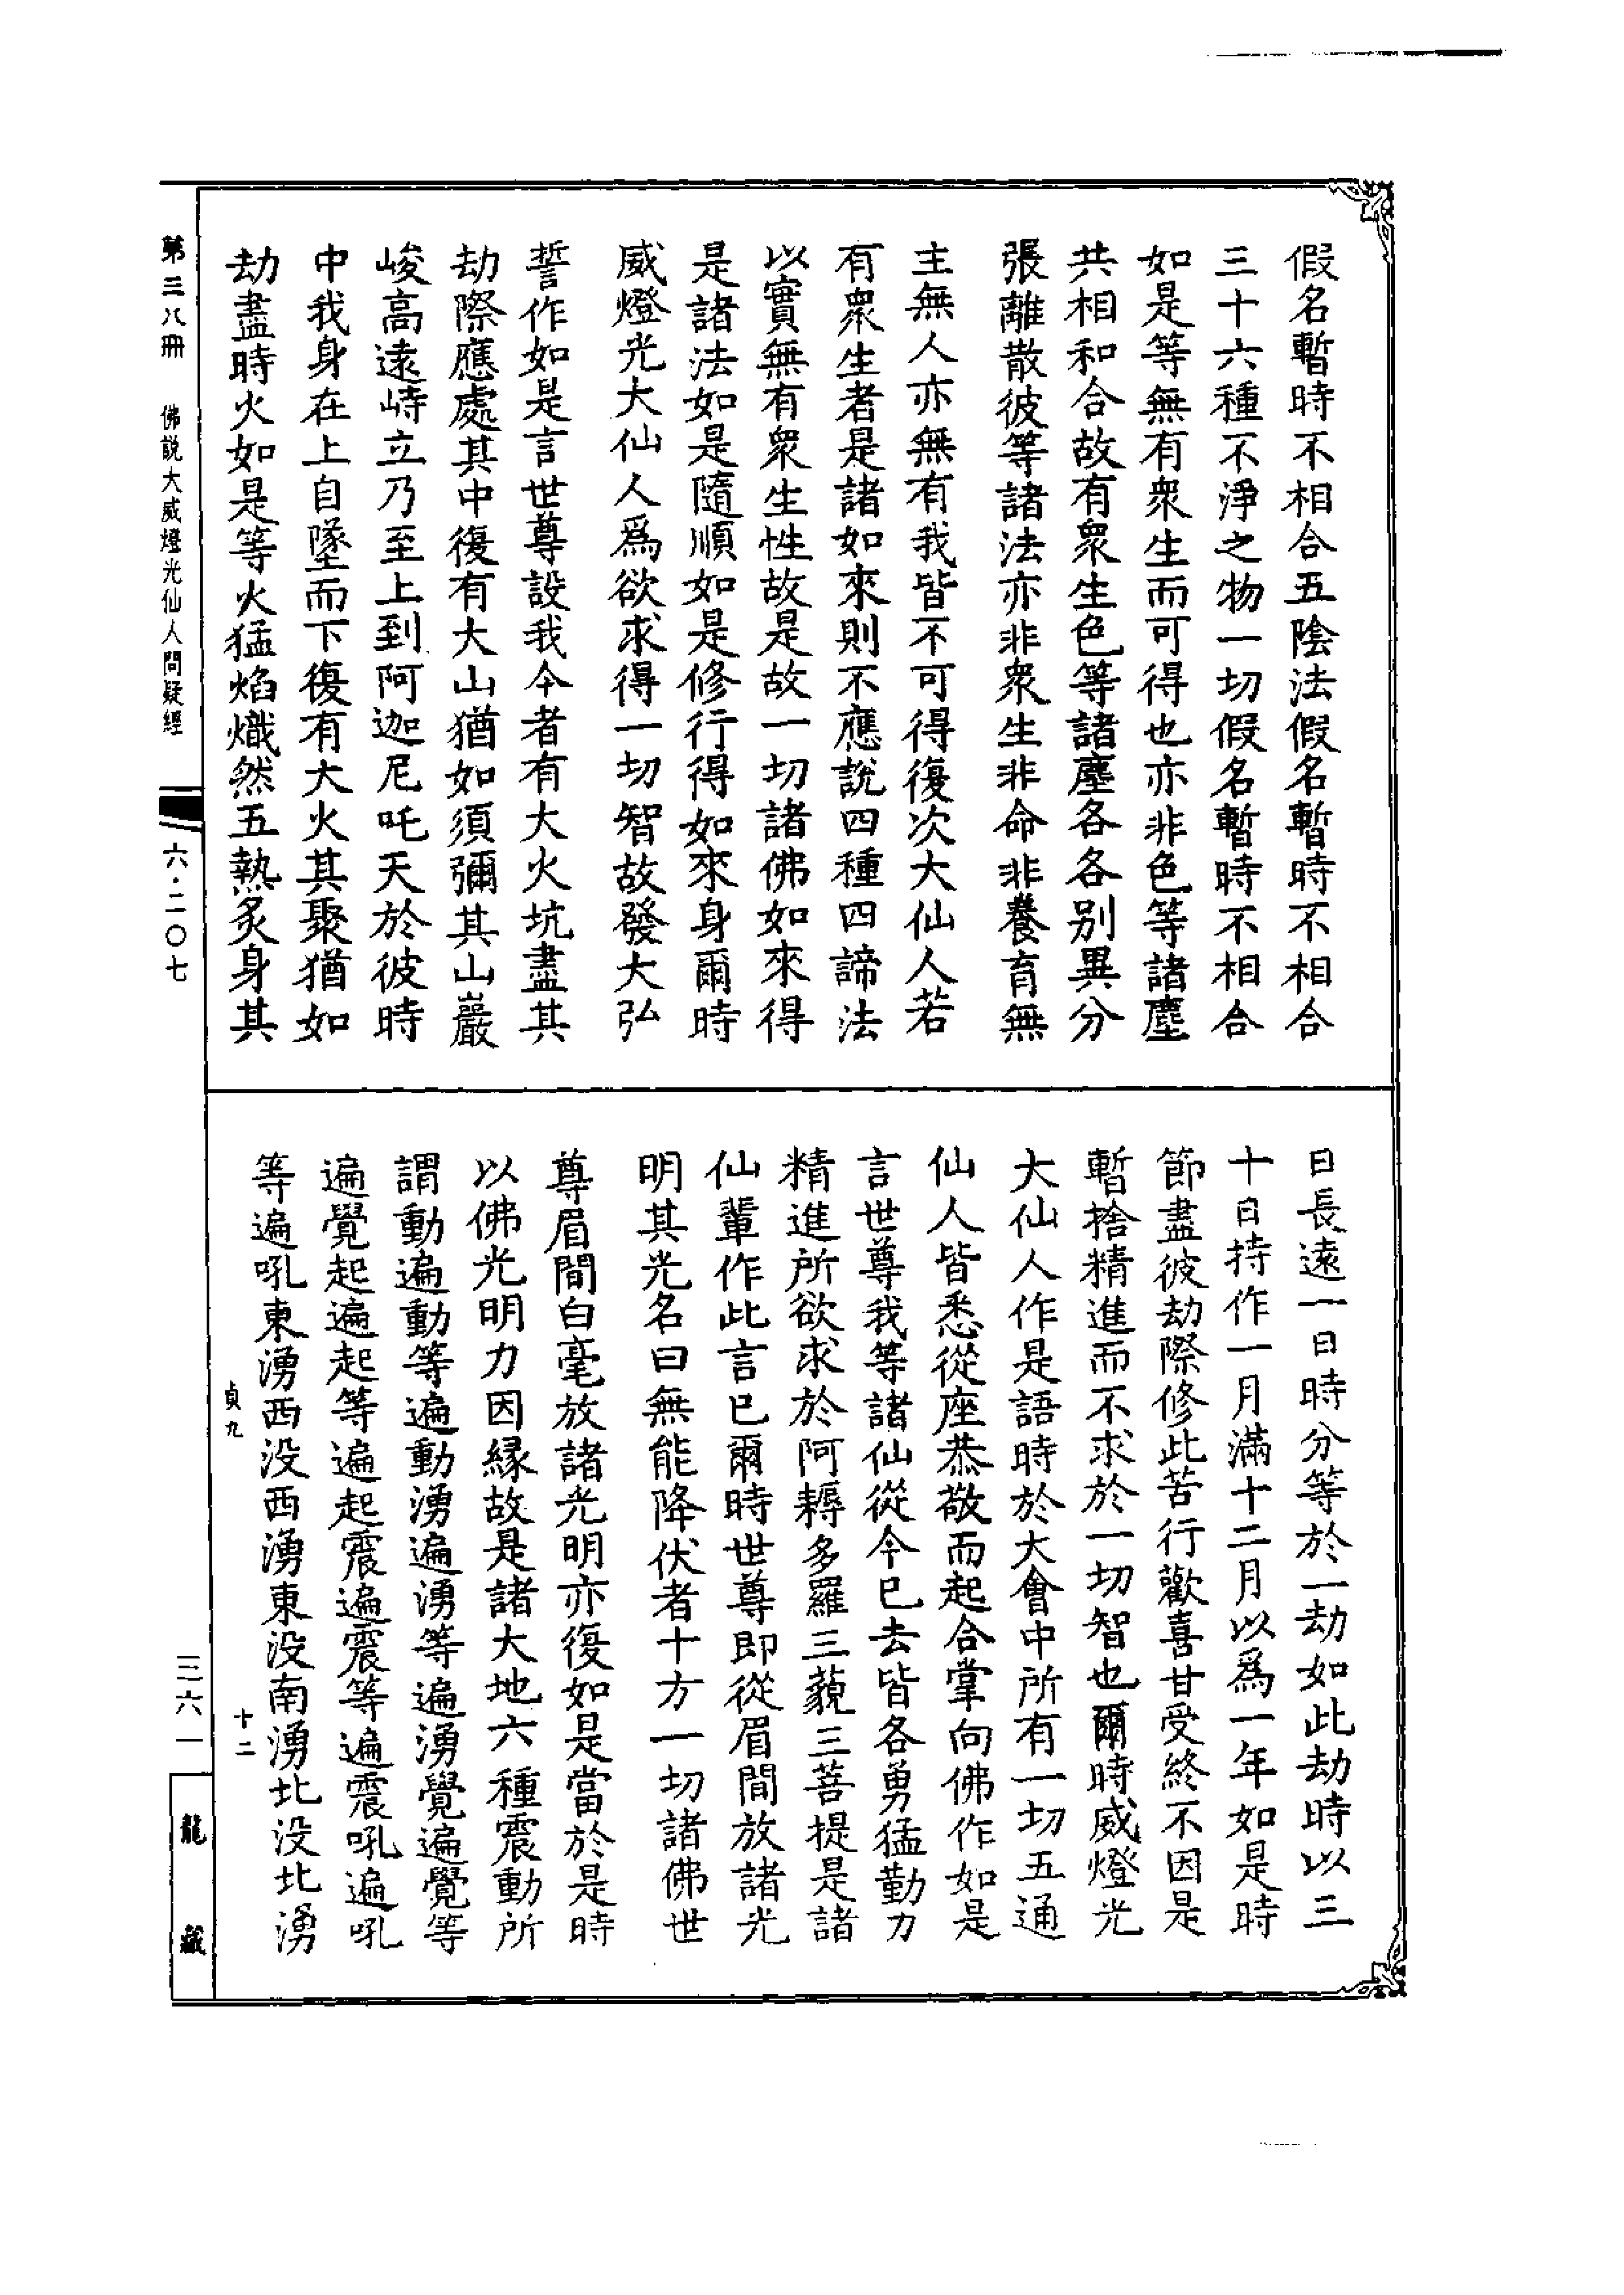 假名暫時不相合五陰法假名暫時不相合
三十六種不淨之物一切假名暫時不相合
如是等無有衆生而可得也亦非色等諸塵
共相和合故有衆生色等諸塵各各別異分
張離散彼等諸法亦非衆生非命非養育無
主無人亦無有我皆不可得復次大仙人若
有衆生者是諸如來則不應說四種四諦法
以實無有衆生性故是故一切諸佛如來得
是諸法如是隨順如是修行得如來身爾時
威燈光大仙人爲欲求得一切智故發大弘
誓作如是言世尊設我今者有大火坑盡其
劫際應處其中復有大山猶如須彌其山巖
峻高遠峙立乃至上到阿迦尼吒天於彼時
中我身在上自墜而下復有大火其聚猶如
劫盡時火如是等火猛焰熾然五熱炙身其
日長遠一日時分等於一劫如此劫時以三
十日持作一月滿十二月以爲一年如是時
節盡彼劫際修此苦行歡喜甘受終不因是
暫捨精進而不求於一切智也爾時威燈光
大仙人作是語時於大會中所有一切五通
仙人皆悉從座恭敬而起合掌向佛作如是
言世尊我等諸仙從今已去皆各勇猛勤力
精進所欲求於阿耨多羅三藐三菩提是諸
仙輩作此言已爾時世尊即從眉間放諸光
明其光名曰無能降伏者十方一切諸佛世
尊眉間白毫放諸光明亦復如是當於是時
以佛光明力因緣故是諸大地六種震動所
謂動遍動等遍動湧遍湧等遍湧覺遍覺等
遍覺起遍起等遍起震遍震等遍震吼遍吼
等遍吼東湧西没西湧東没南湧北没北湧
貞九
十二
第三八冊
佛說大威燈光仙人問疑經
六·二〇七
三六一
龍藏